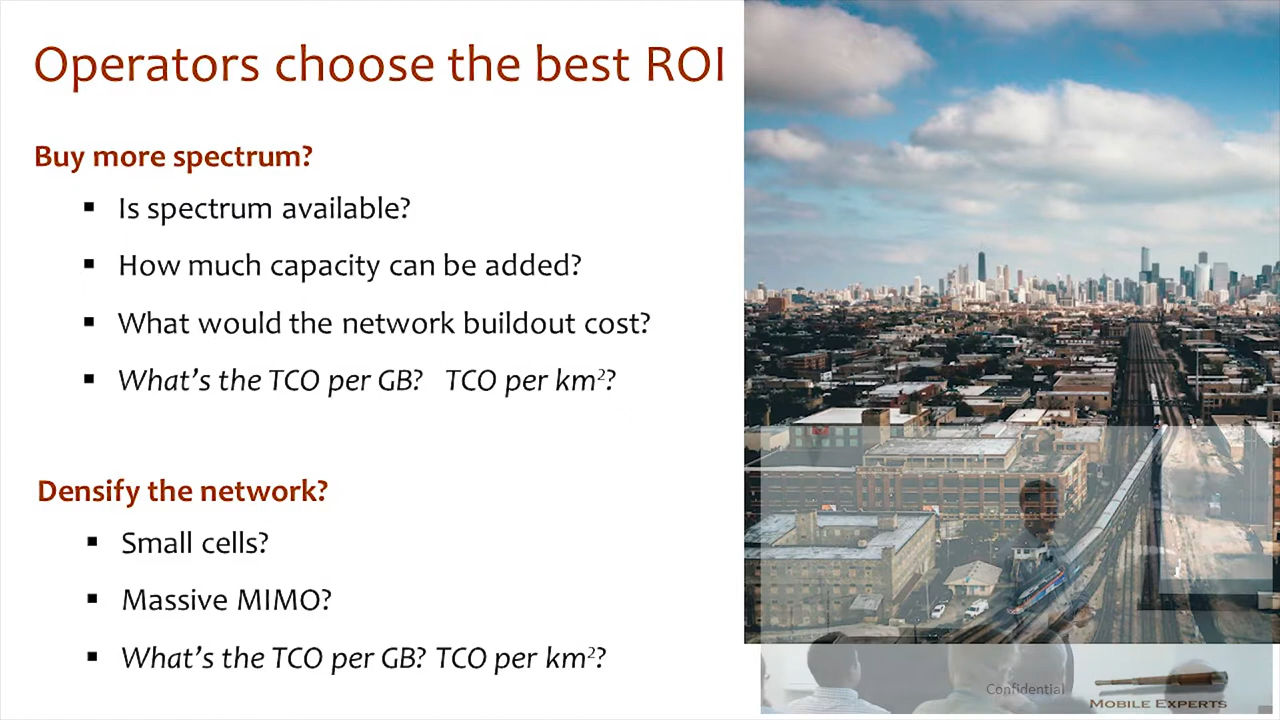 Operators choose the best ROI
Buy more spectrum?
▪ Is spectrum available?
▪ How much capacity can be added?
▪ What would the network buildout cost?
▪ What's the TCO per GB? TCO per km²?
Densify the network?
▪ Small cells?
▪ Massive MIMO?
▪ What's the TCO per GB? TCO per km²?
Confidential
MOBILE EXPERTS